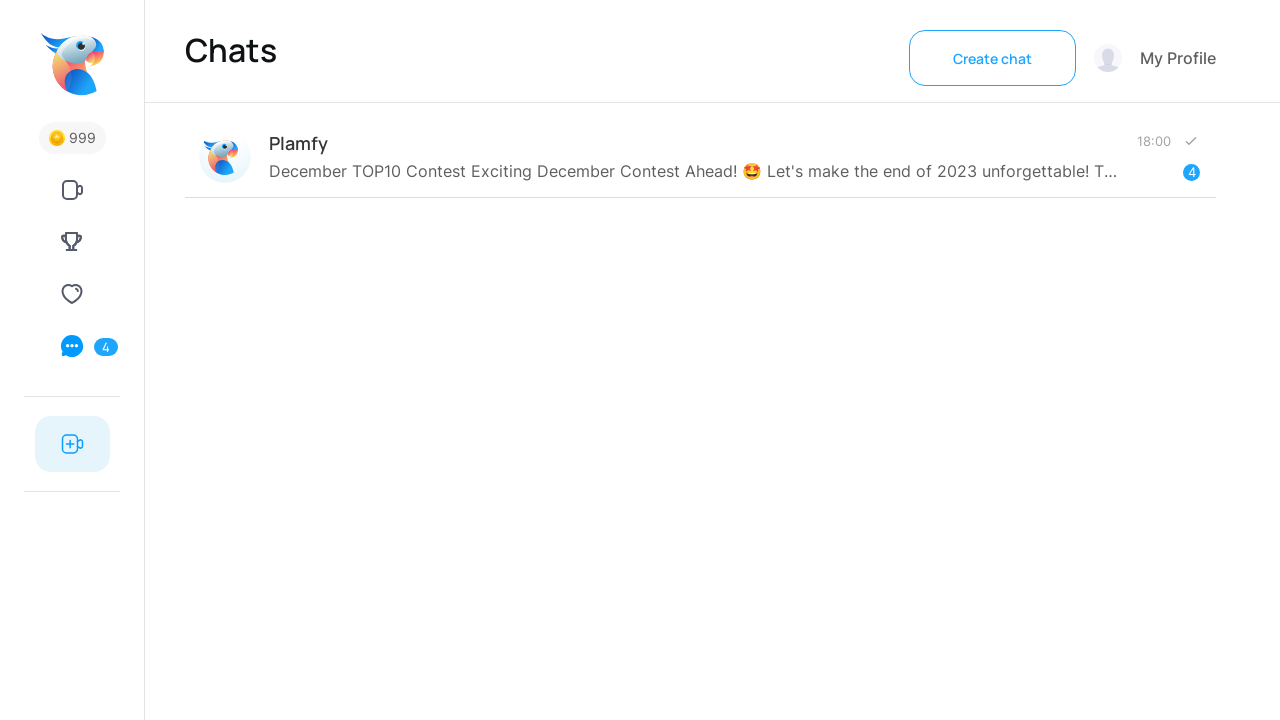 Chats
Create chat
My Profile
999
4
Plamfy
18:00
December TOP10 Contest Exciting December Contest Ahead! 🤩 Let's make the end of 2023 unforgettable! T...
4